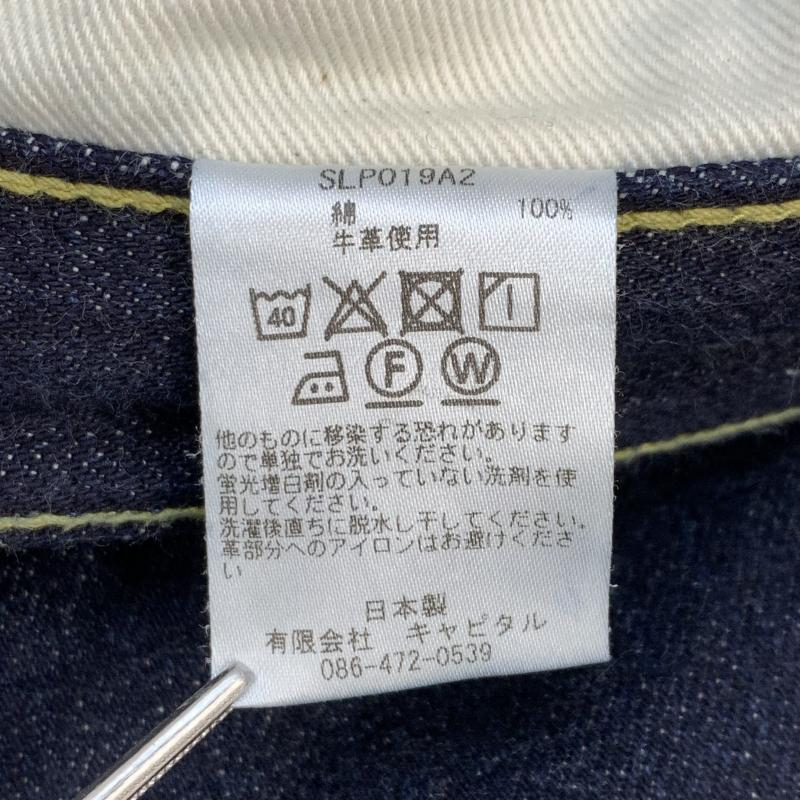 SLP019A2
綿 100%
牛革使用
40
F W
他のものに移染する恐れがあります
ので単独でお洗いください。
蛍光増白剤の入っていない洗剤を使
用してください。
洗濯後直ちに脱水し干してください。
革部分へのアイロンはお避けくださ
い
日本製
有限会社 キャピタル
086-472-0539